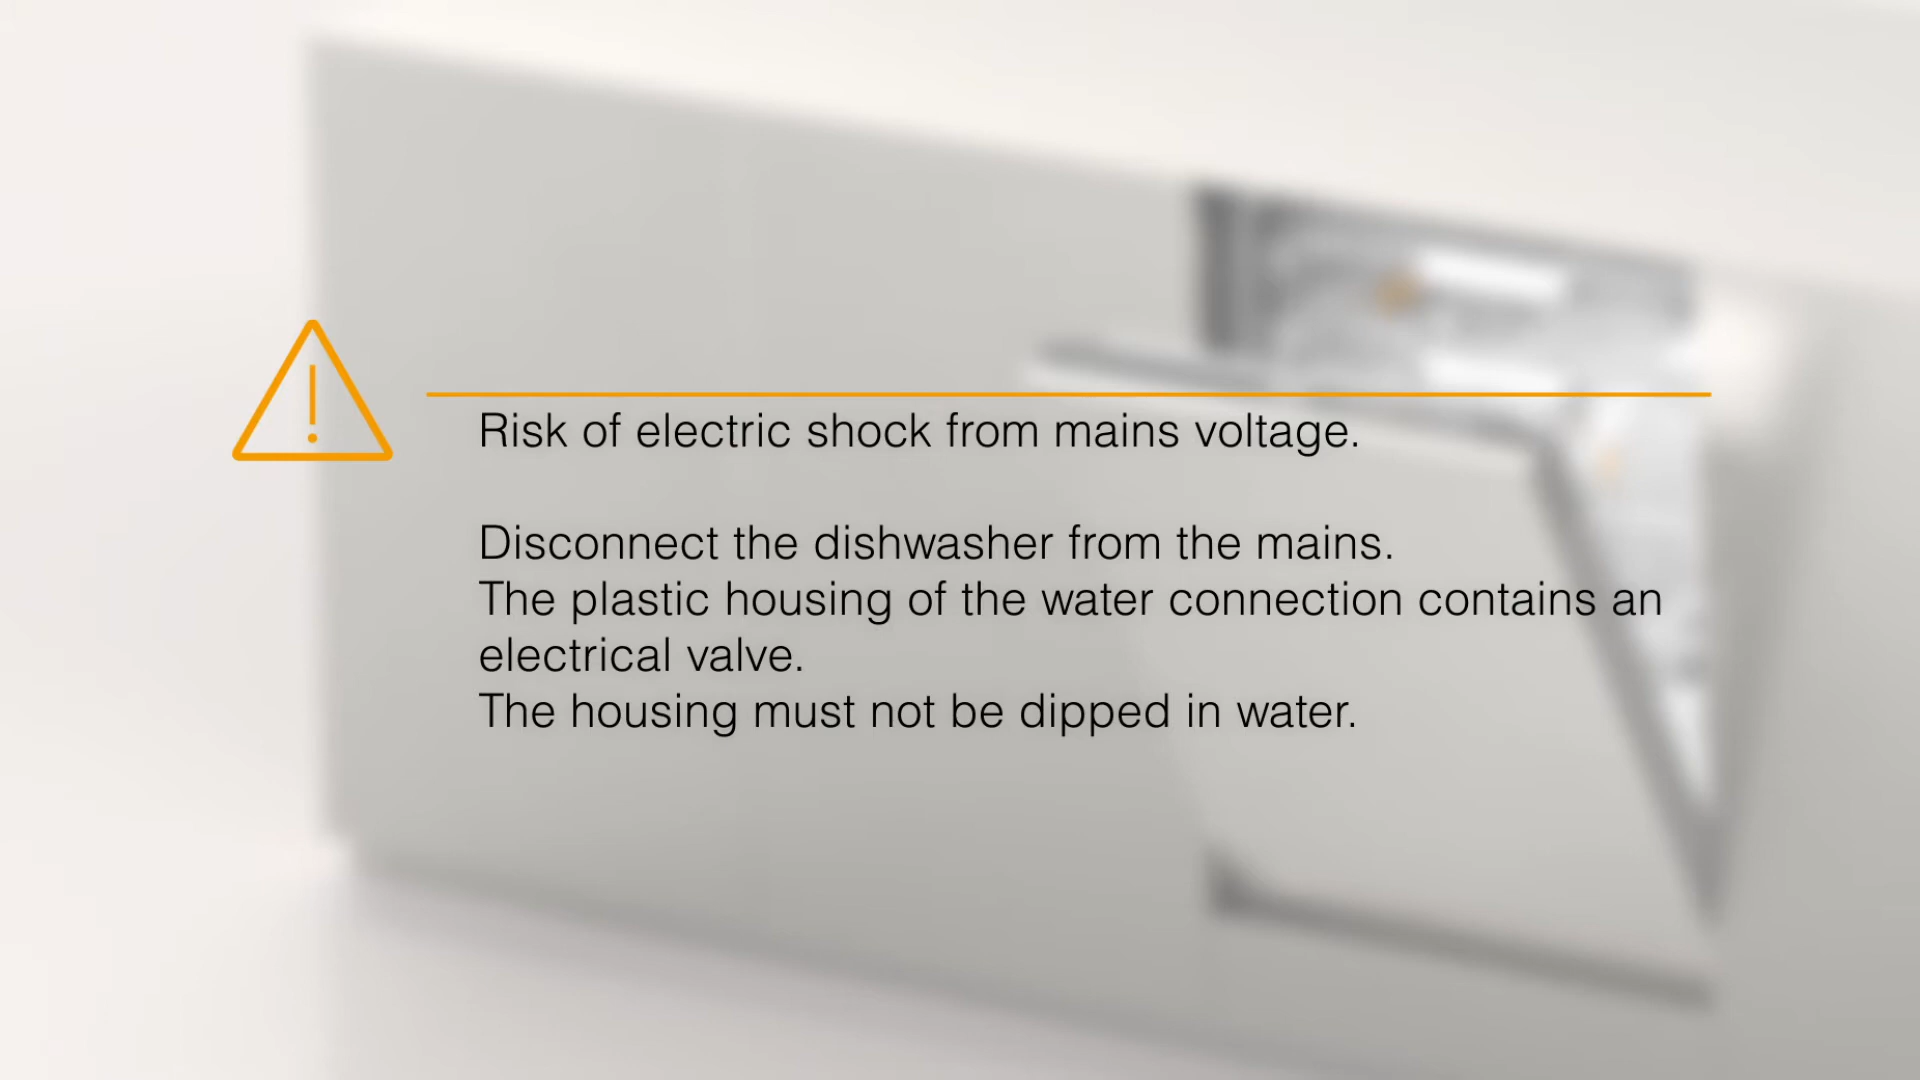 Risk of electric shock from mains voltage.
Disconnect the dishwasher from the mains.
The plastic housing of the water connection contains an
electrical valve.
The housing must not be dipped in water.